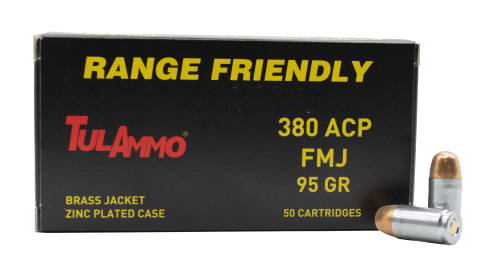 RANGE FRIENDLY
TULAMMO®
380 ACP
FMJ
95 GR
BRASS JACKET
ZINC PLATED CASE
50 CARTRIDGES